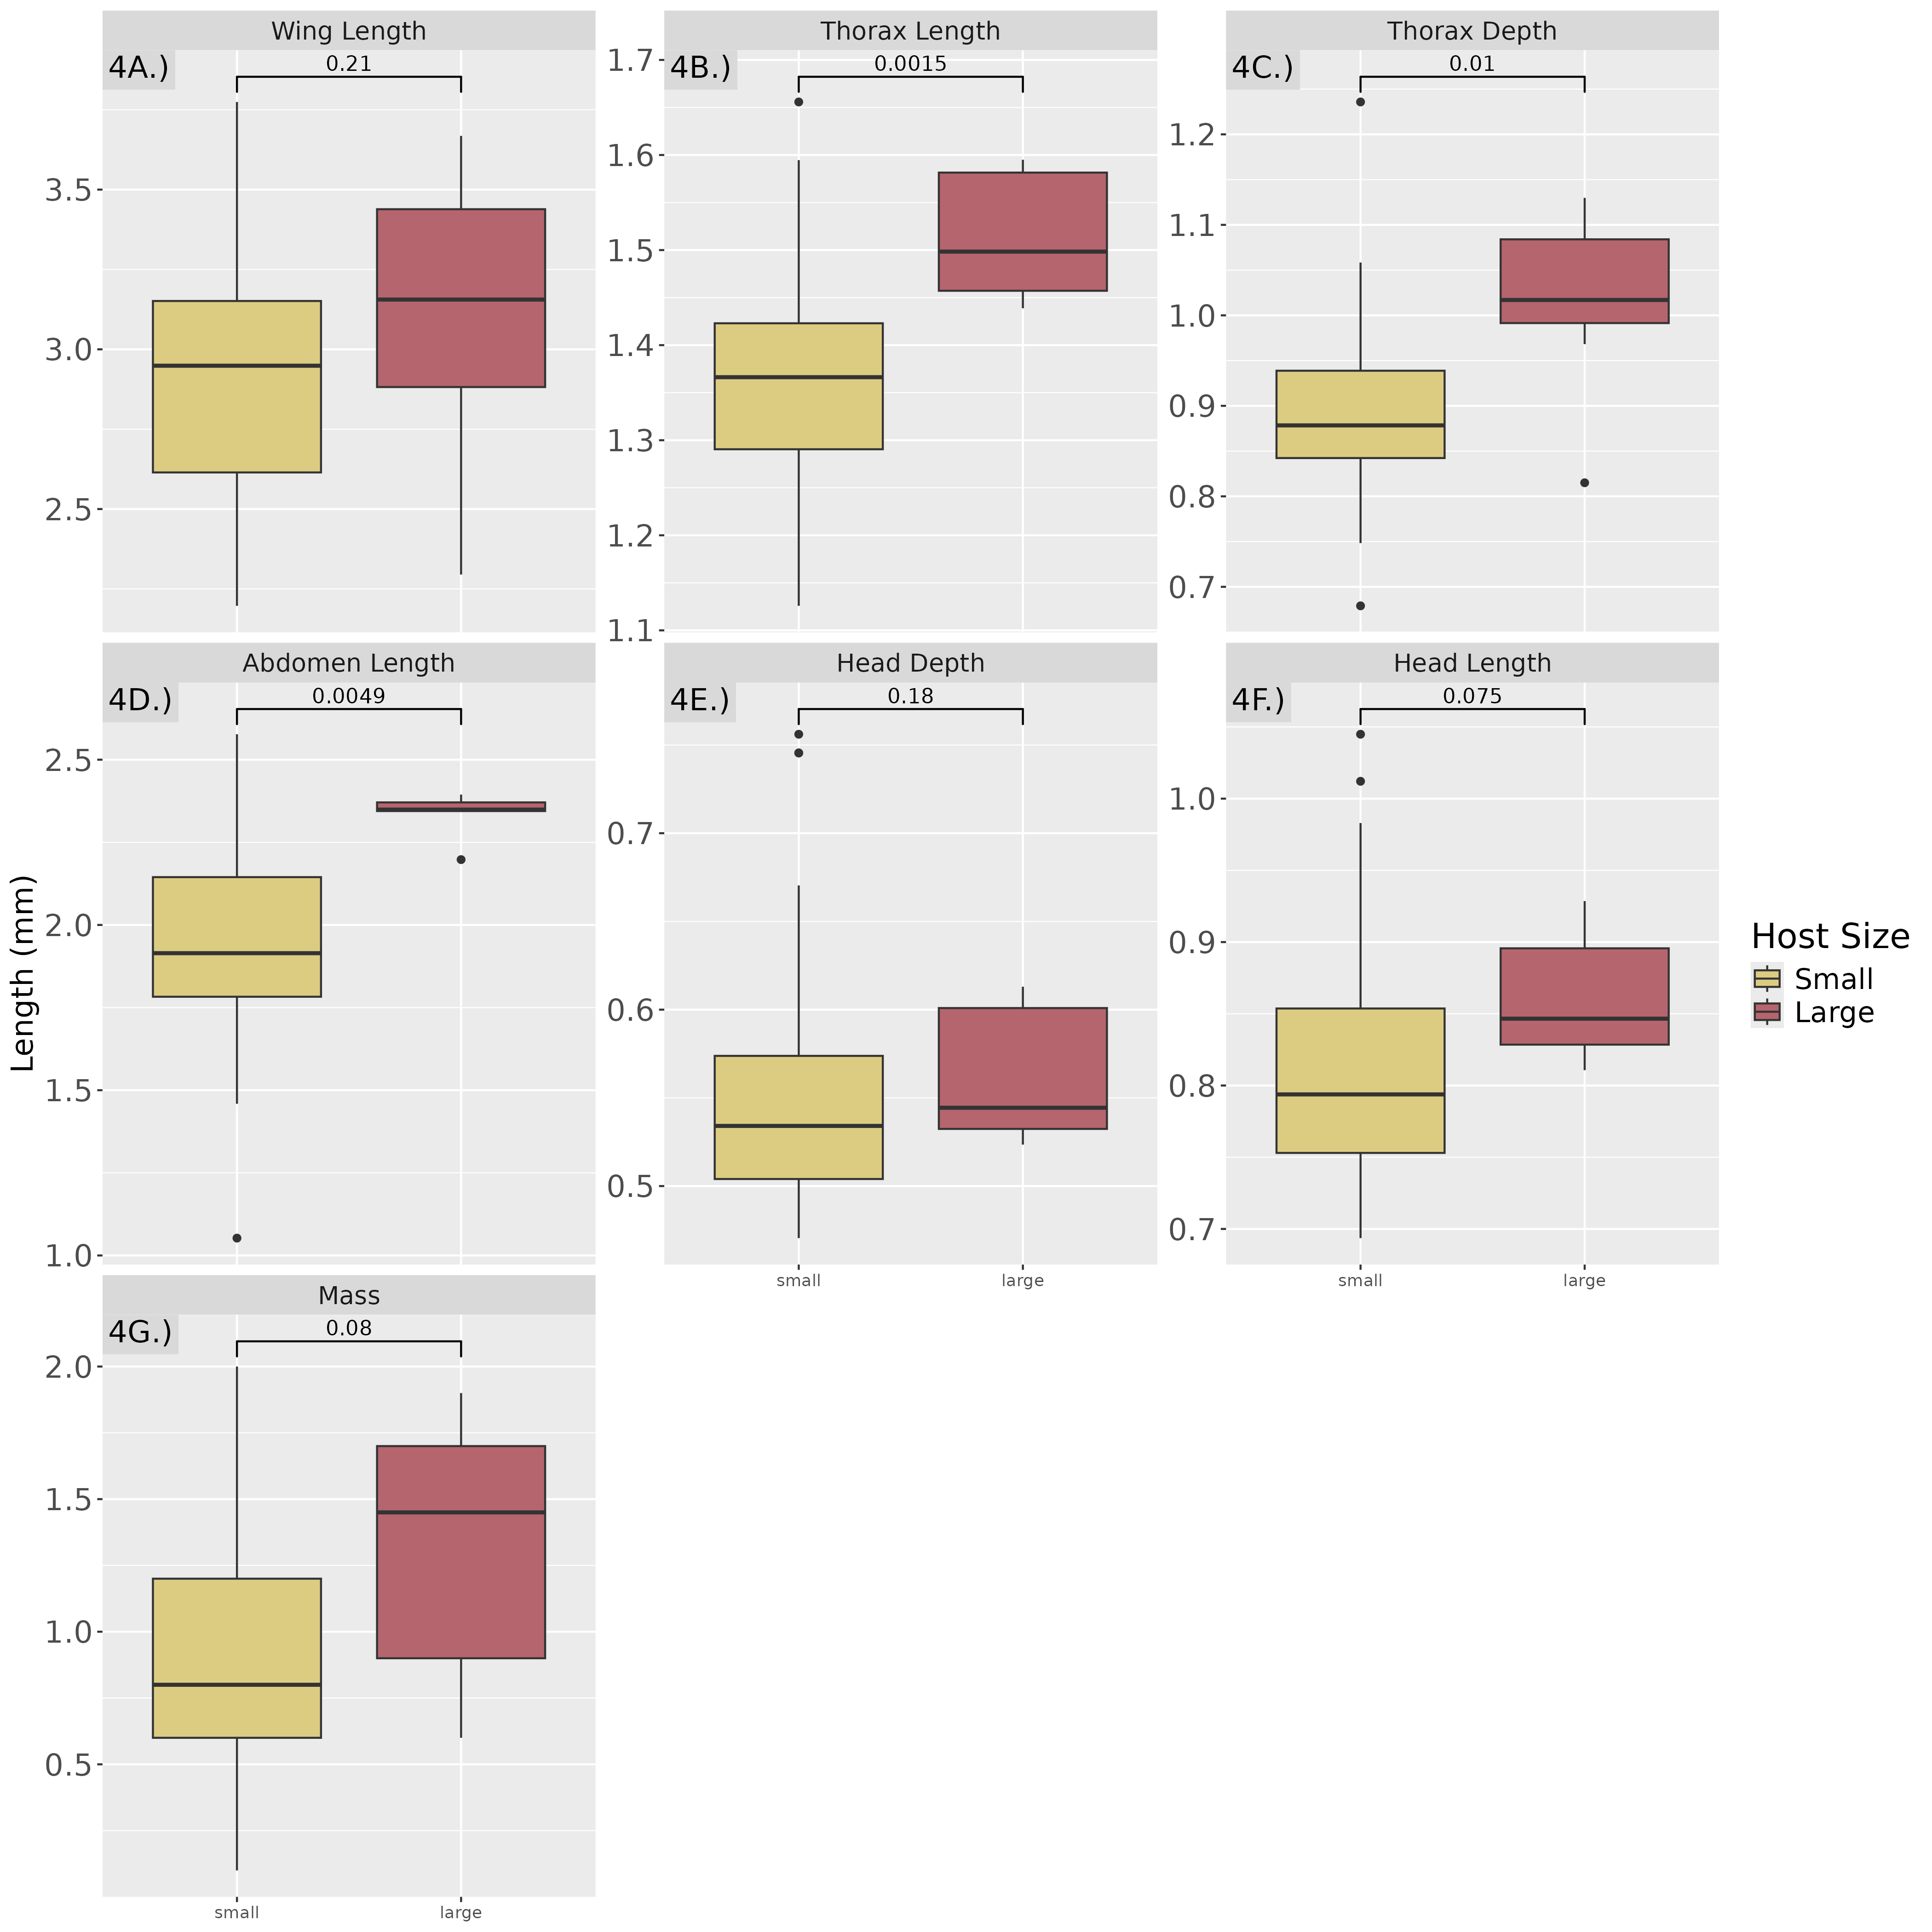 Wing Length
4A.)
0.21
3.5
3.0
2.5
Thorax Length
4B.)
0.0015
1.7
1.6
1.5
1.4
1.3
1.2
1.1
Thorax Depth
4C.)
0.01
1.2
1.1
1.0
0.9
0.8
0.7
Abdomen Length
4D.)
0.0049
2.5
2.0
1.5
1.0
Head Depth
4E.)
0.18
0.7
0.6
0.5
small large
Head Length
4F.)
0.075
1.0
0.9
0.8
0.7
small large
Mass
4G.)
0.08
2.0
1.5
1.0
0.5
small large
Length (mm)
Host Size
Small
Large